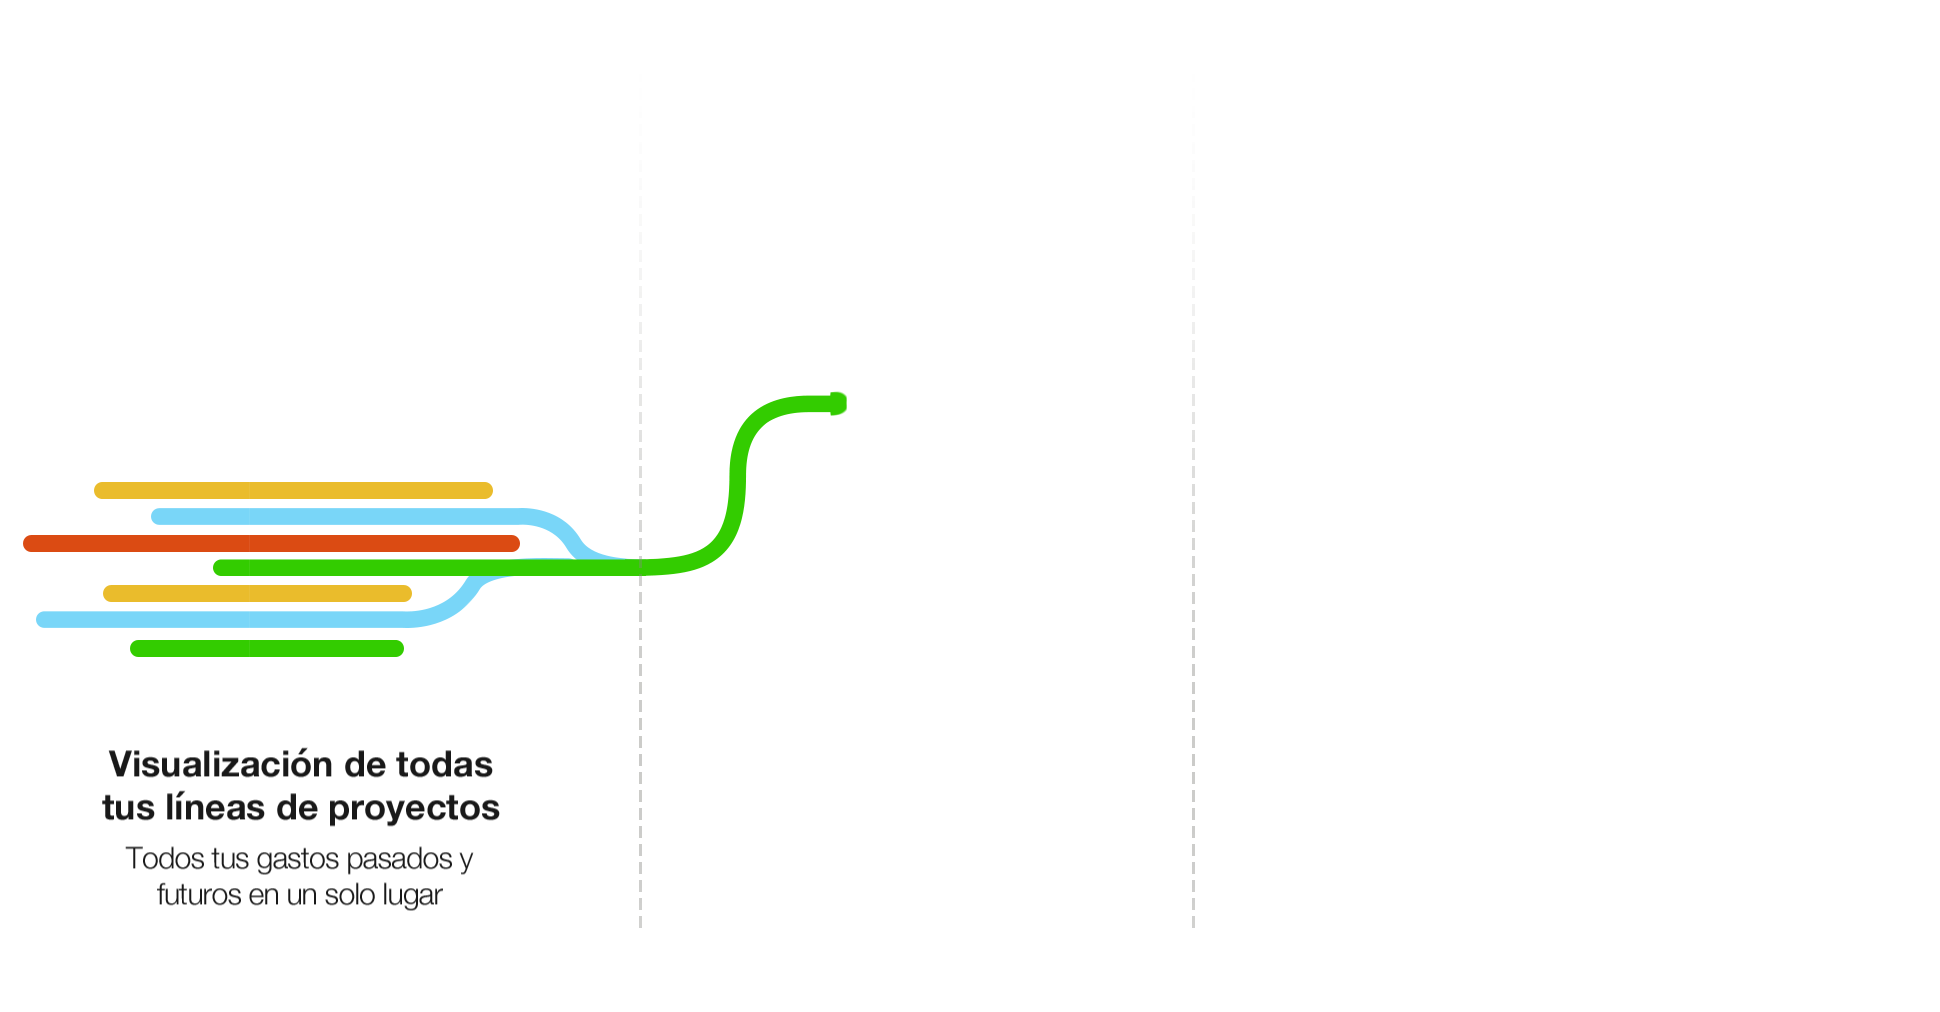 Visualización de todas
tus líneas de proyectos
Todos tus gastos pasados y
futuros en un solo lugar